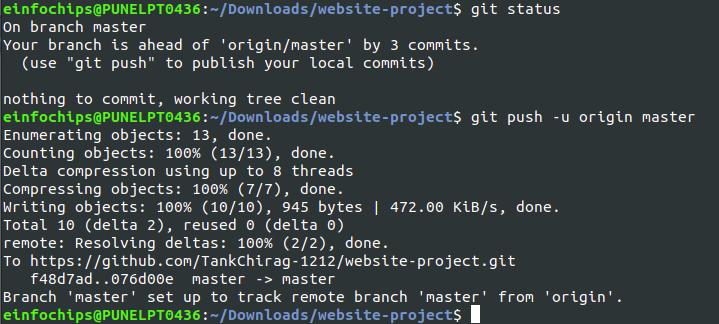 einfochips@PUNELPT0436:~/Downloads/website-project$ git status
On branch master
Your branch is ahead of 'origin/master' by 3 commits.
  (use "git push" to publish your local commits)

nothing to commit, working tree clean
einfochips@PUNELPT0436:~/Downloads/website-project$ git push -u origin master
Enumerating objects: 13, done.
Counting objects: 100% (13/13), done.
Delta compression using up to 8 threads
Compressing objects: 100% (7/7), done.
Writing objects: 100% (10/10), 945 bytes | 472.00 KiB/s, done.
Total 10 (delta 2), reused 0 (delta 0)
remote: Resolving deltas: 100% (2/2), done.
To https://github.com/TankChirag-1212/website-project.git
   f48d7ad..076d00e  master -> master
Branch 'master' set up to track remote branch 'master' from 'origin'.
einfochips@PUNELPT0436:~/Downloads/website-project$